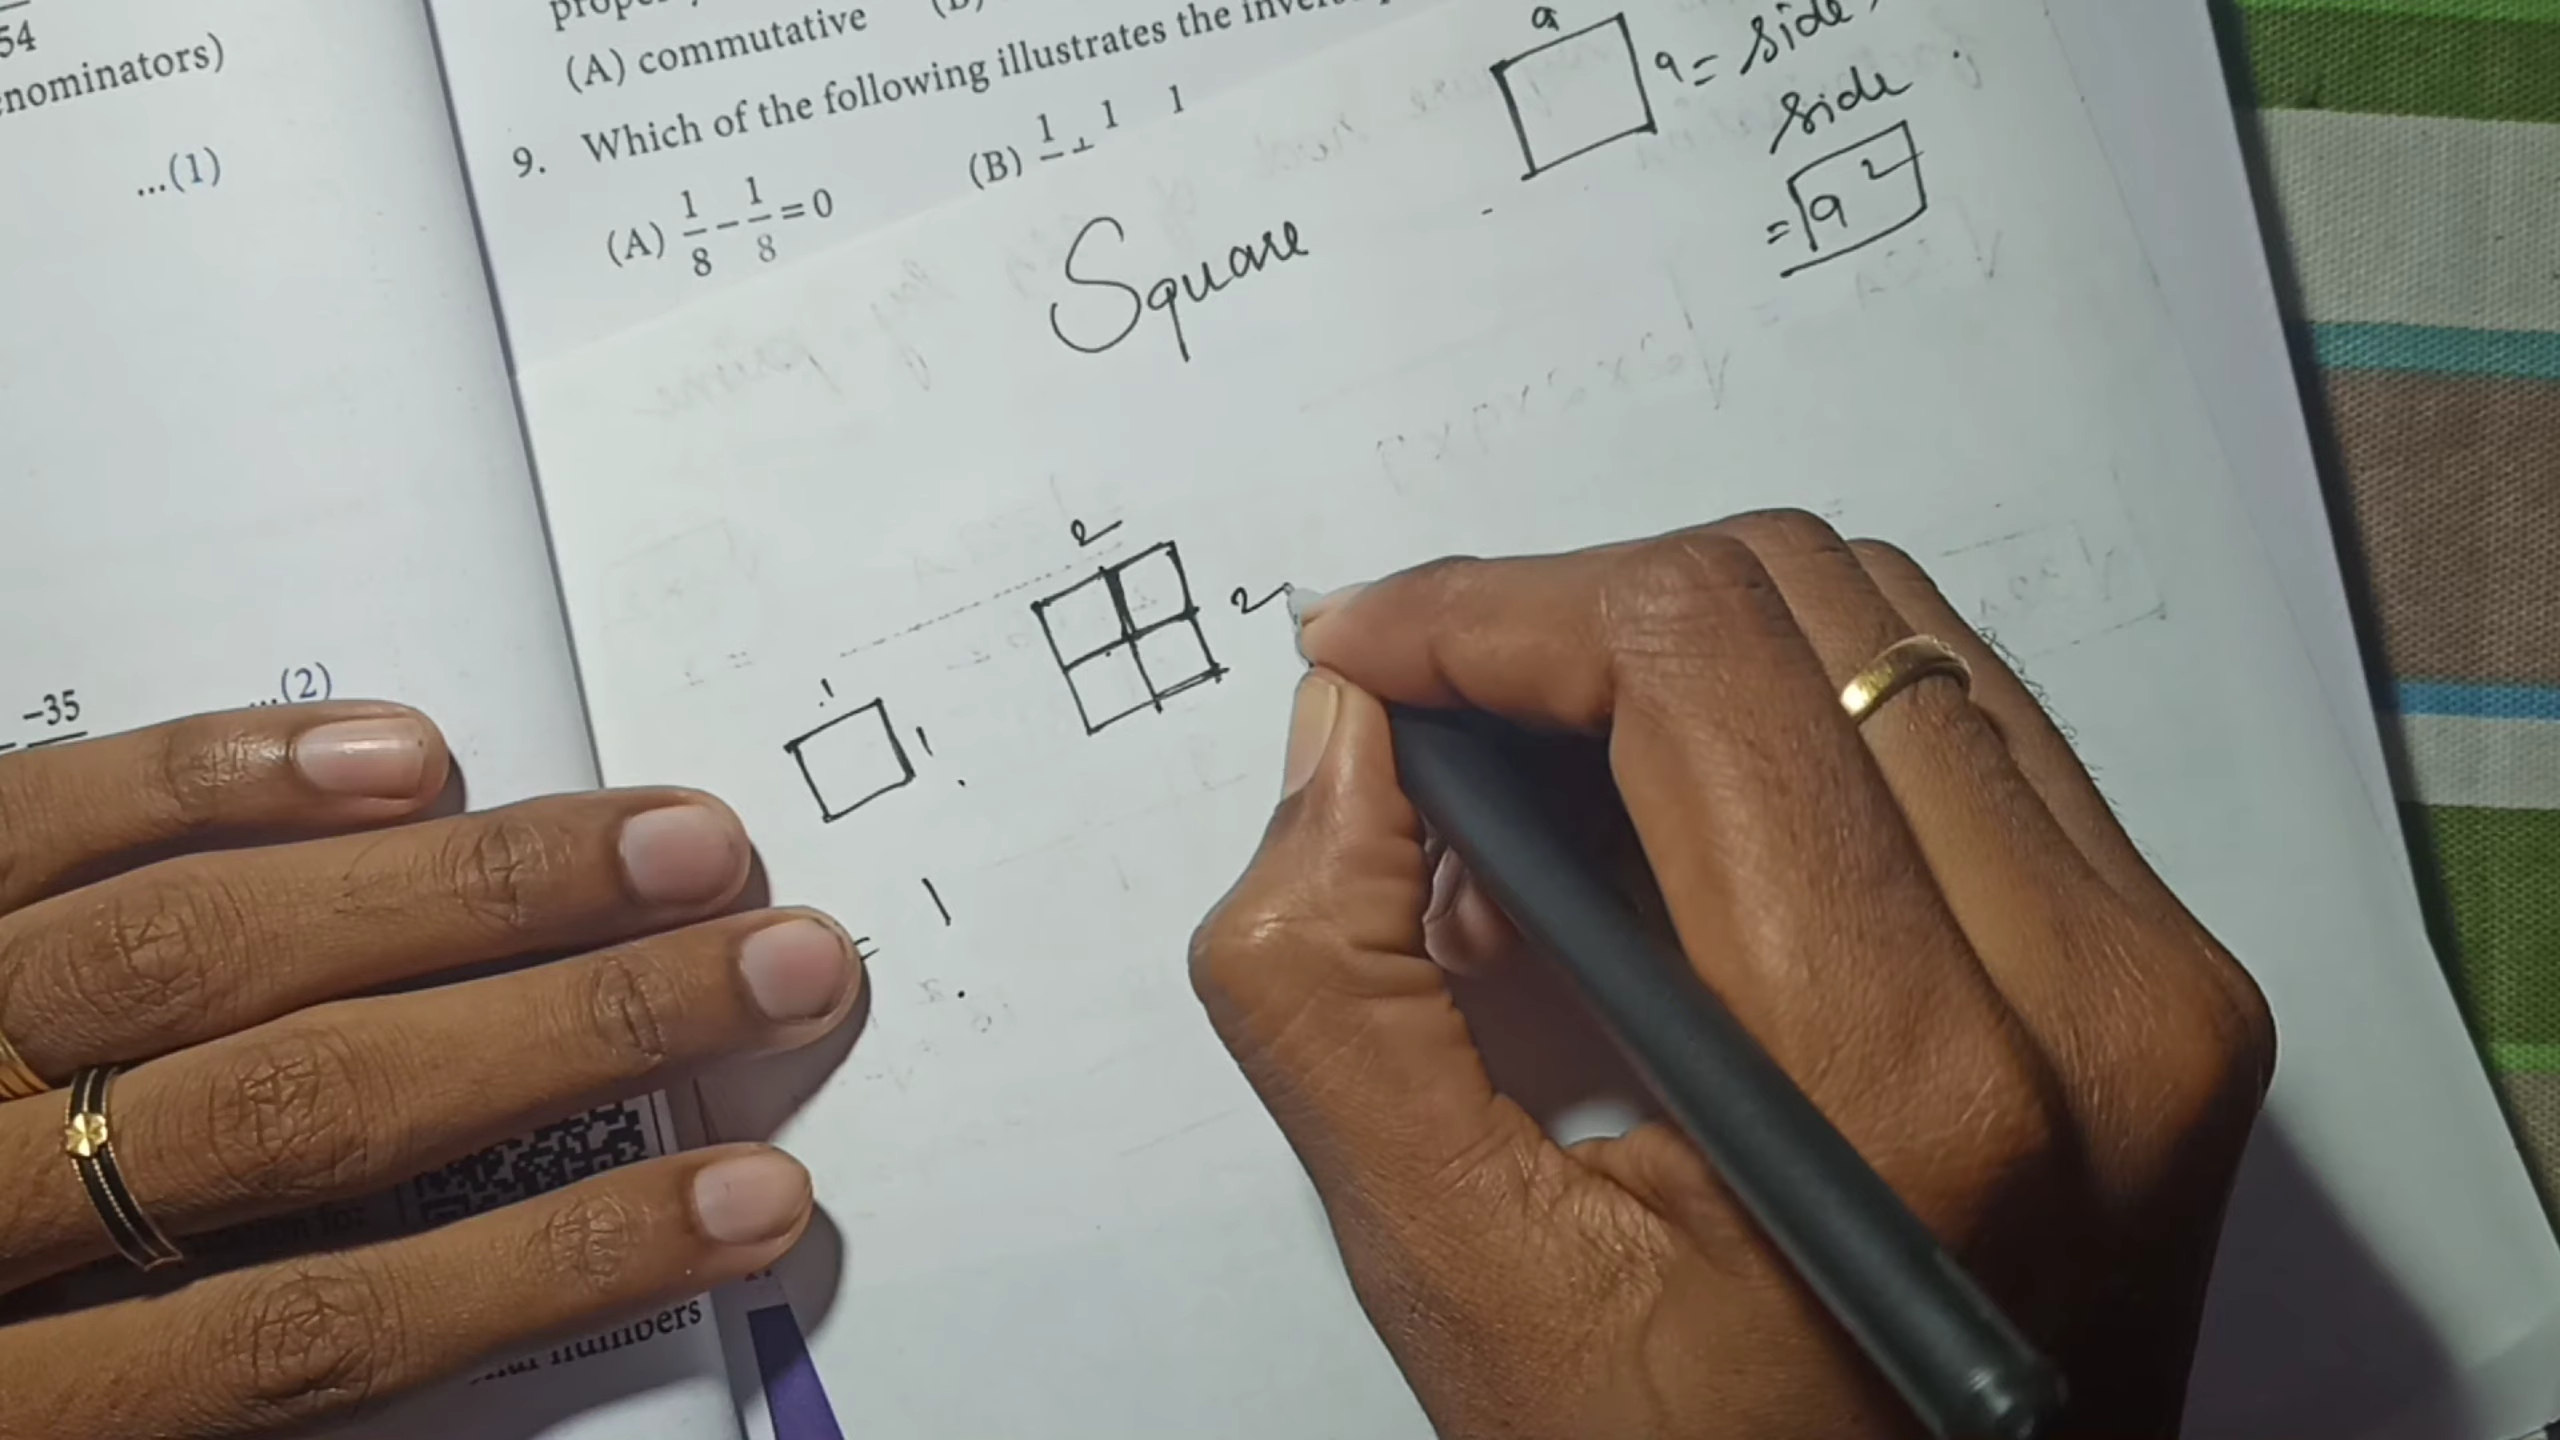 54
nominators)
...(1)
-35
...(2)
(A) commutative
9. Which of the following illustrates the
(A) 1/8 - 1/8 = 0
(B) 1 1 1
Square
a
a = side
side
= a²
2
2
1
1
= 1
numbers